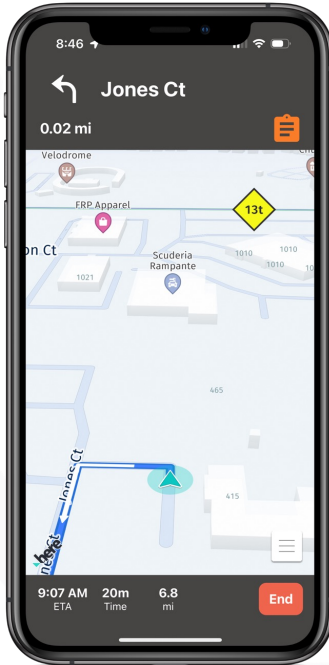 8:46
Jones Ct
0.02 mi
Velodrome
FRP Apparel
13t
on Ct
Scuderia
Rampante
1010
1010
1010
1021
465
Jones Ct
415
here
9:07 AM
20m
6.8
End
ETA
Time
mi